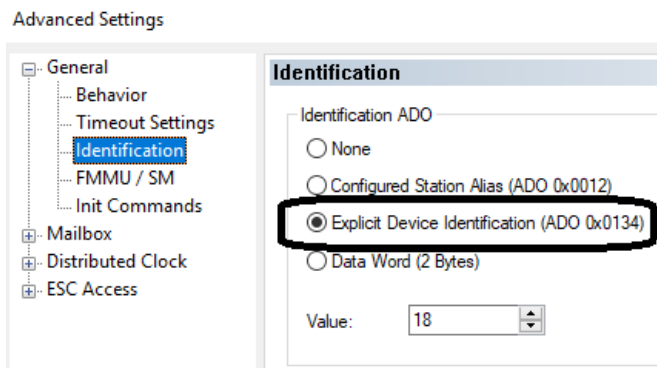 Advanced Settings
General
Behavior
Timeout Settings
Identification
FMMU / SM
Init Commands
Mailbox
Distributed Clock
ESC Access
Identification
Identification ADO
None
Configured Station Alias (ADO 0x0012)
Explicit Device Identification (ADO 0x0134)
Data Word (2 Bytes)
Value: 18